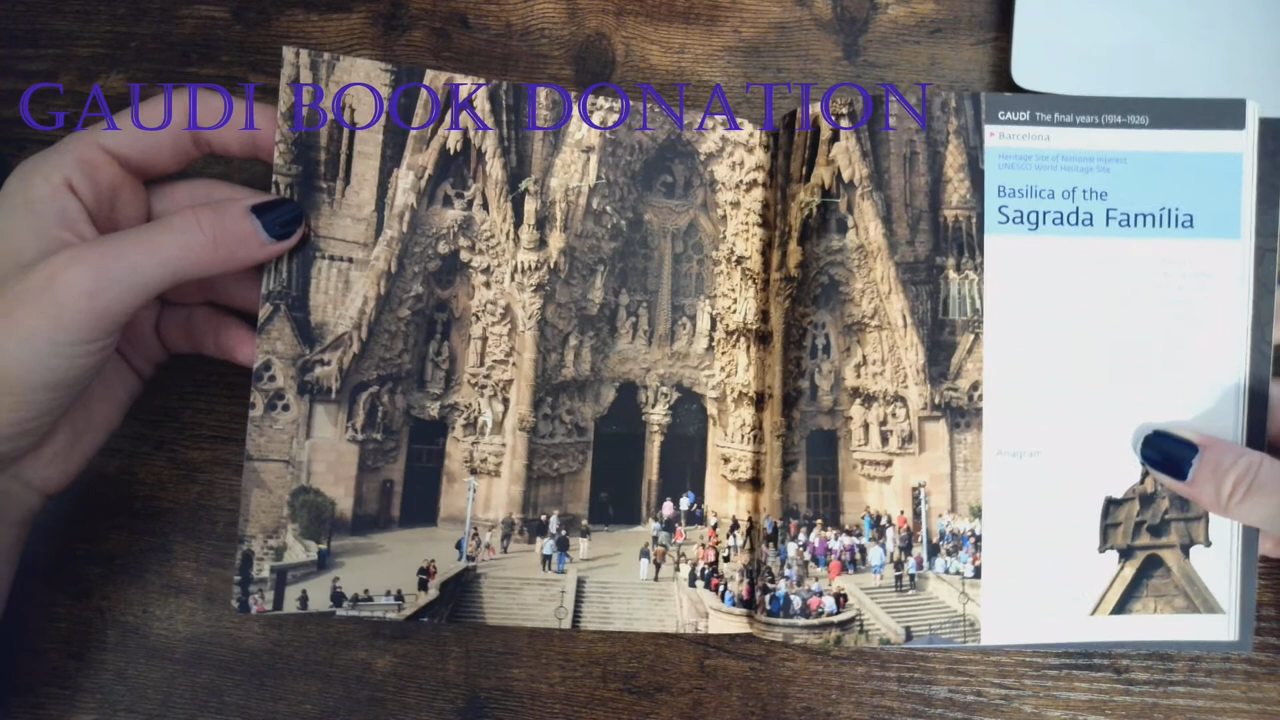 GAUDI BOOK DONATION
GAUDÍ The final years (1914–1926)
Barcelona
Heritage Site of National Interest
UNESCO World Heritage Site
Basilica of the
Sagrada Família